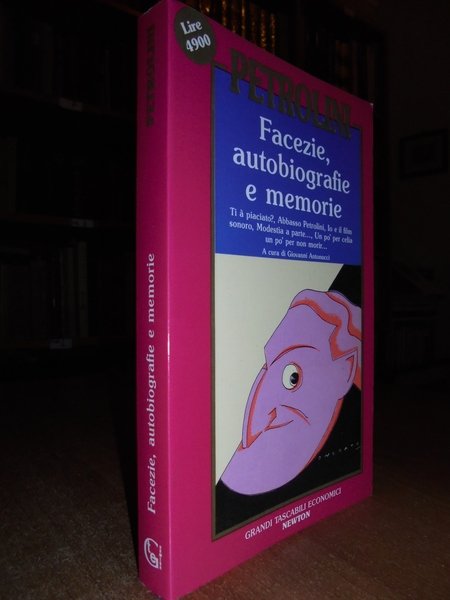 Lire
4900
PETROLINI
Facezie,
autobiografie
e memorie
Ti à piaciato?, Abbasso Petrolini, Io e il film
sonoro, Modestia a parte..., Un po' per celia
un po' per non morir...
A cura di Giovanni Antonucci
GRANDI TASCABILI ECONOMICI
NEWTON
PETROLINI
Facezie, autobiografie e memorie